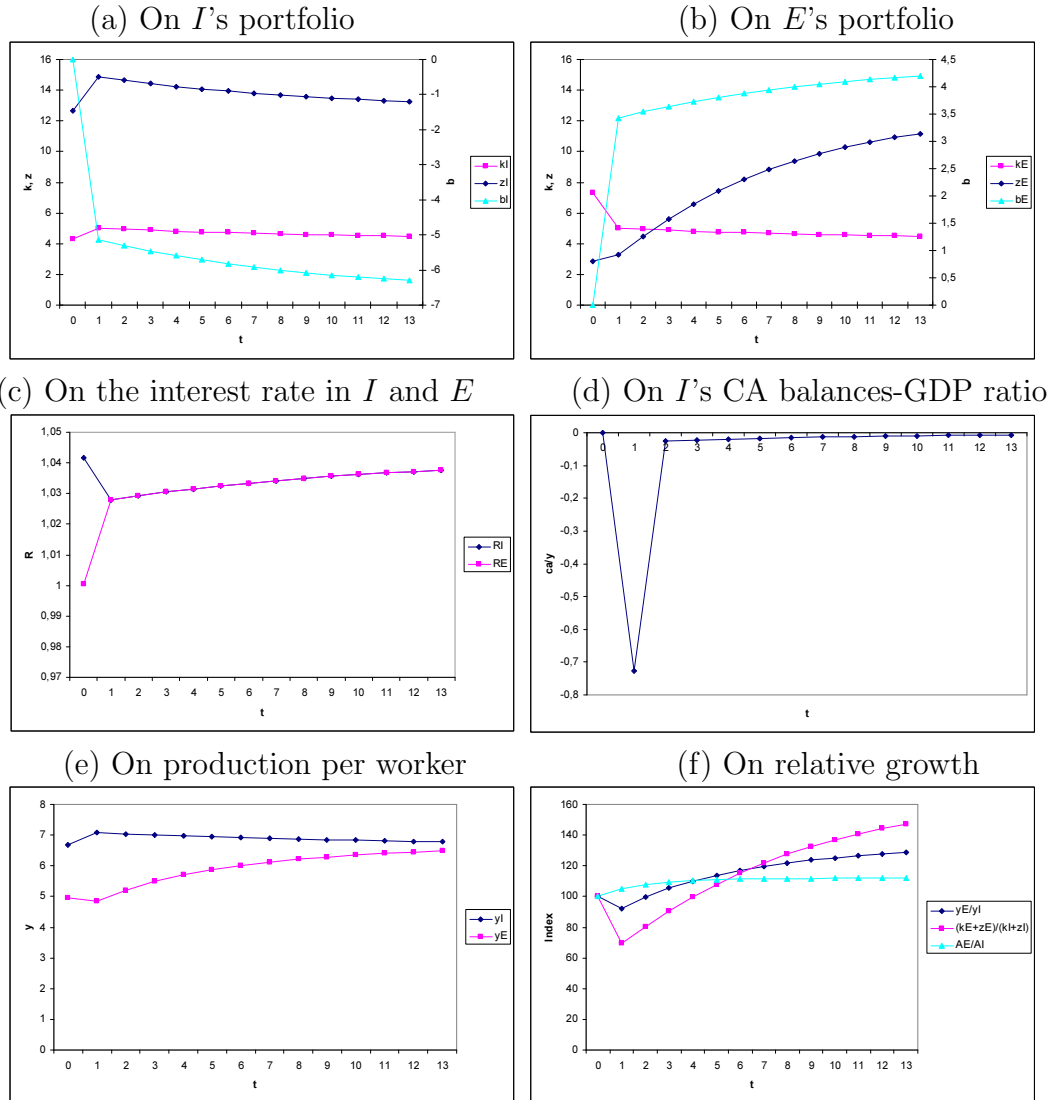 (a) On I's portfolio
16
14
12
10
8
6
4
2
0
k, z
0
-1
-2
-3
-4
-5
-6
-7
b
0 1 2 3 4 5 6 7 8 9 10 11 12 13
t
kI
zI
bI
(b) On E's portfolio
16
14
12
10
8
6
4
2
0
k, z
4,5
4
3,5
3
2,5
2
1,5
1
0,5
0
b
0 1 2 3 4 5 6 7 8 9 10 11 12 13
t
kE
zE
bE
(c) On the interest rate in I and E
1,05
1,04
1,03
1,02
1,01
1
0,99
0,98
0,97
R
0 1 2 3 4 5 6 7 8 9 10 11 12 13
t
RI
RE
(d) On I's CA balances-GDP ratio
0
-0,1
-0,2
-0,3
-0,4
-0,5
-0,6
-0,7
-0,8
ca/y
0 1 2 3 4 5 6 7 8 9 10 11 12 13
t
(e) On production per worker
8
7
6
5
4
3
2
1
0
y
0 1 2 3 4 5 6 7 8 9 10 11 12 13
t
yI
yE
(f) On relative growth
160
140
120
100
80
60
40
20
0
Index
0 1 2 3 4 5 6 7 8 9 10 11 12 13
t
yE/yI
(kE+zE)/(kI+zI)
AE/AI